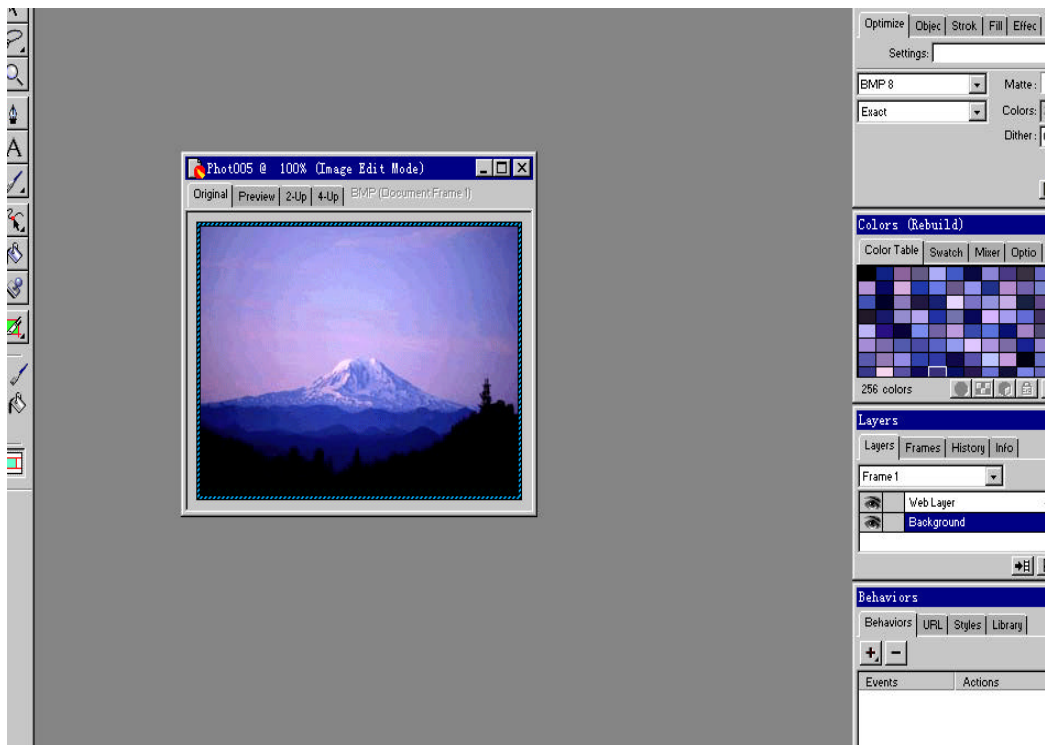 Phot005 @ 100% (Image Edit Mode)
Original Preview 2-Up 4-Up BMP (Document:Frame 1)
A
Optimize Objec Strok Fill Effec
Settings:
BMP 8 Matte:
Exact Colors:
Dither:
Colors (Rebuild)
Color Table Swatch Mixer Optio
256 colors
Layers
Layers Frames History Info
Frame 1
Web Layer
Background
Behaviors
Behaviors URL Styles Library
+ -
Events Actions